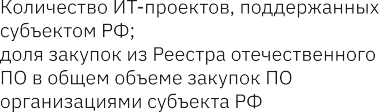 Количество ИТ-проектов, поддержанных
субъектом РФ;
доля закупок из Реестра отечественного
ПО в общем объеме закупок ПО
организациями субъекта РФ